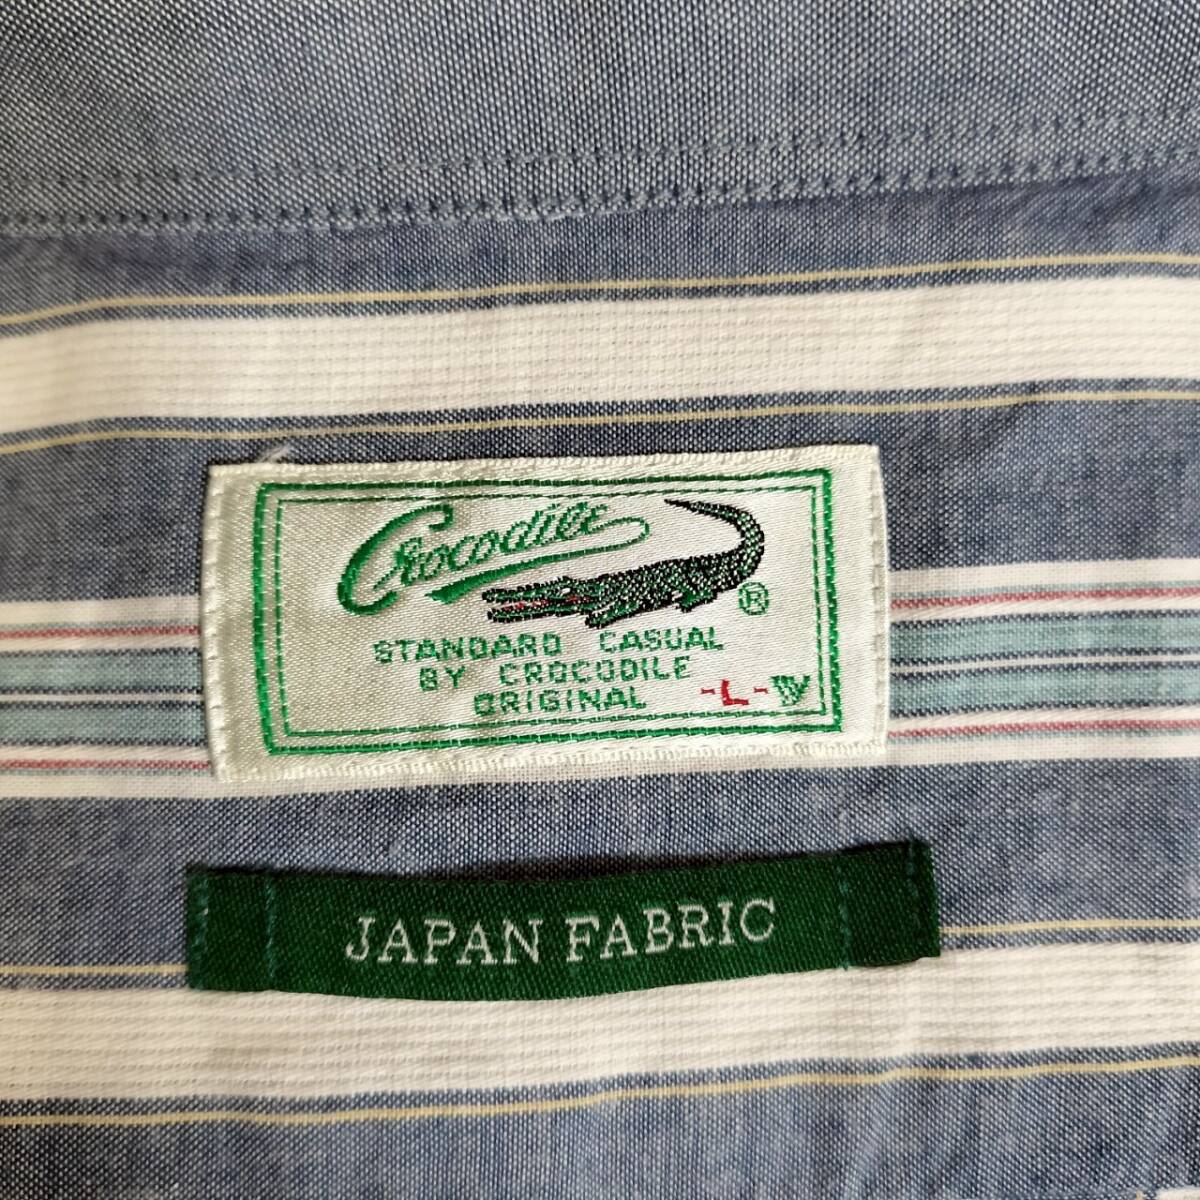 Crocodile
®
STANDARD CASUAL
BY CROCODILE
ORIGINAL -L-
JAPAN FABRIC